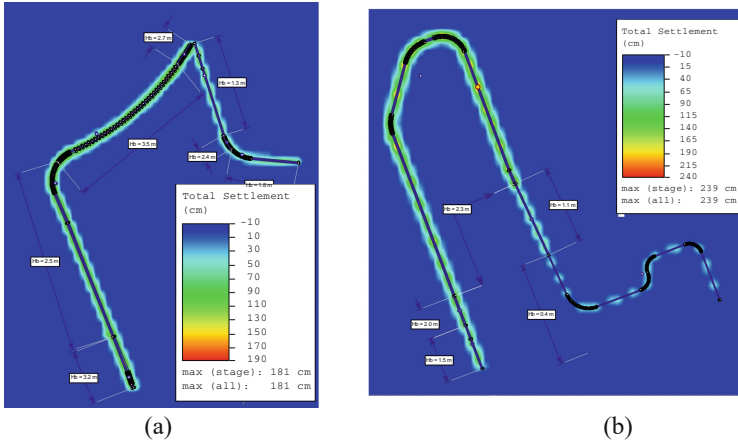 (a)
Hb = 2.7 m
Hb = 1.3 m
Hb = 3.5 m
Hb = 2.4 m
Hb = 1.6 m
Hb = 2.5 m
Hb = 3.2 m
Total Settlement
(cm)
-10
10
30
50
70
90
110
130
150
170
190
max (stage): 181 cm
max (all): 181 cm
(b)
Total Settlement
(cm)
-10
15
40
65
90
115
140
165
190
215
240
max (stage): 239 cm
max (all): 239 cm
Hb = 1.1 m
Hb = 2.3 m
Hb = 0.4 m
Hb = 2.0 m
Hb = 1.5 m
(a)
(b)